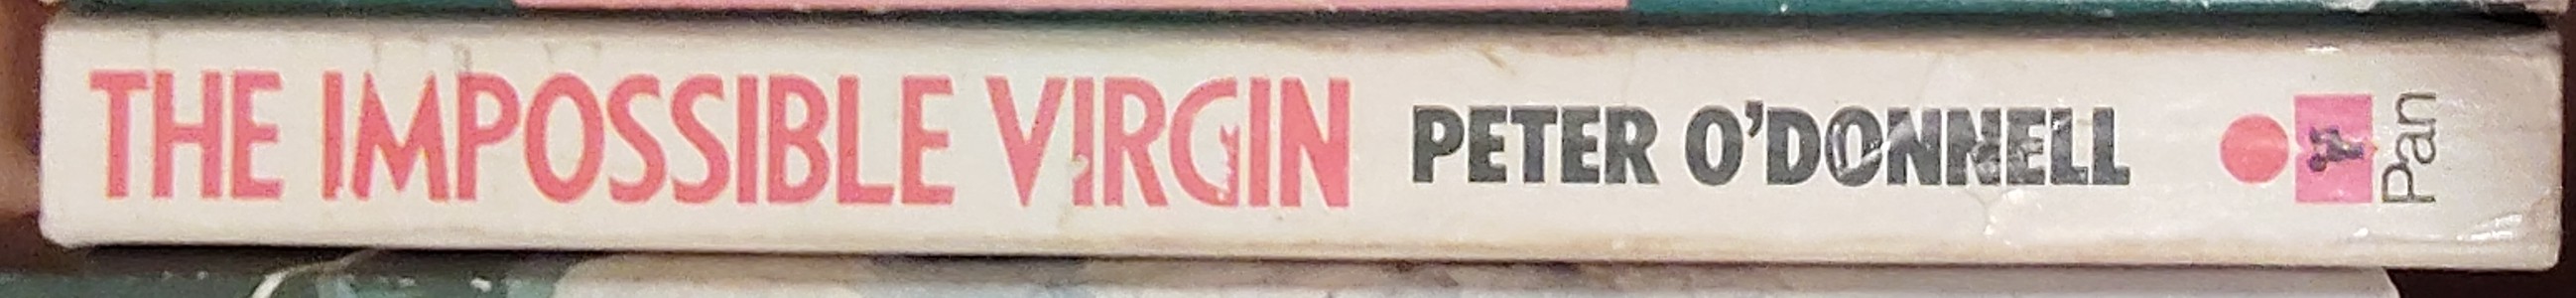 THE IMPOSSIBLE VIRGIN PETER O'DONNELL Pan